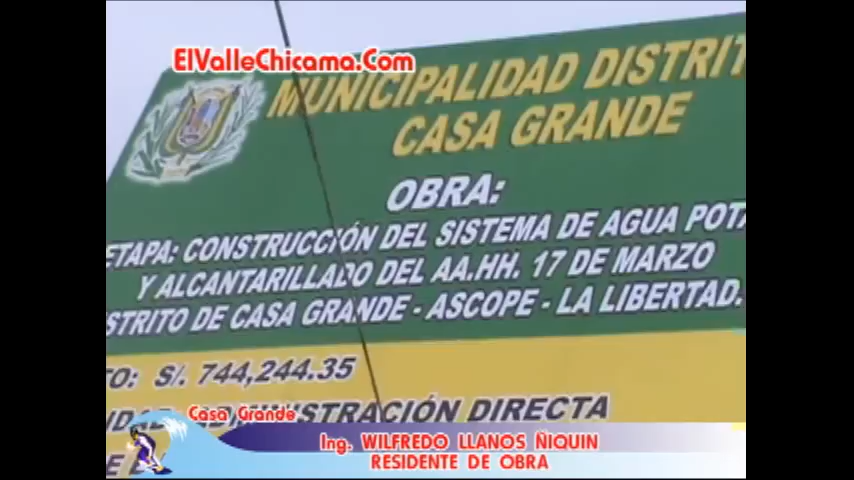 ElValleChicama.Com
MUNICIPALIDAD DISTRIT
CASA GRANDE
OBRA:
ETAPA: CONSTRUCCIÓN DEL SISTEMA DE AGUA POTA
Y ALCANTARILLADO DEL AA.HH. 17 DE MARZO
STRITO DE CASA GRANDE - ASCOPE - LA LIBERTAD.
TO: S/. 744,244.35
ADMINISTRACIÓN DIRECTA
Casa Grande
Ing. WILFREDO LLANOS ÑIQUIN
RESIDENTE DE OBRA